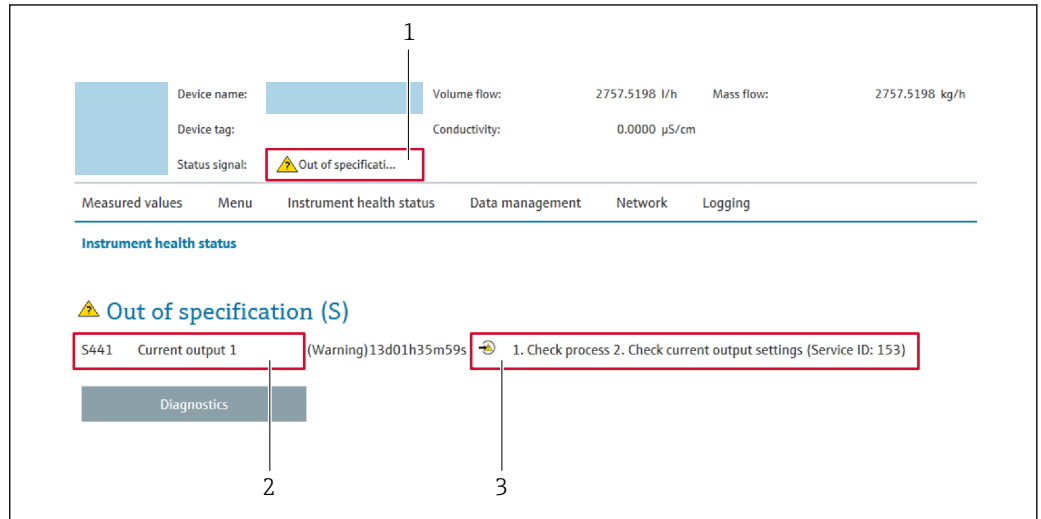 1
Device name: Volume flow: 2757.5198 l/h Mass flow: 2757.5198 kg/h
Device tag: Conductivity: 0.0000 µS/cm
Status signal: Out of specificati...
Measured values Menu Instrument health status Data management Network Logging
Instrument health status
Out of specification (S)
S441 Current output 1 (Warning)13d01h35m59s 1. Check process 2. Check current output settings (Service ID: 153)
Diagnostics
2 3